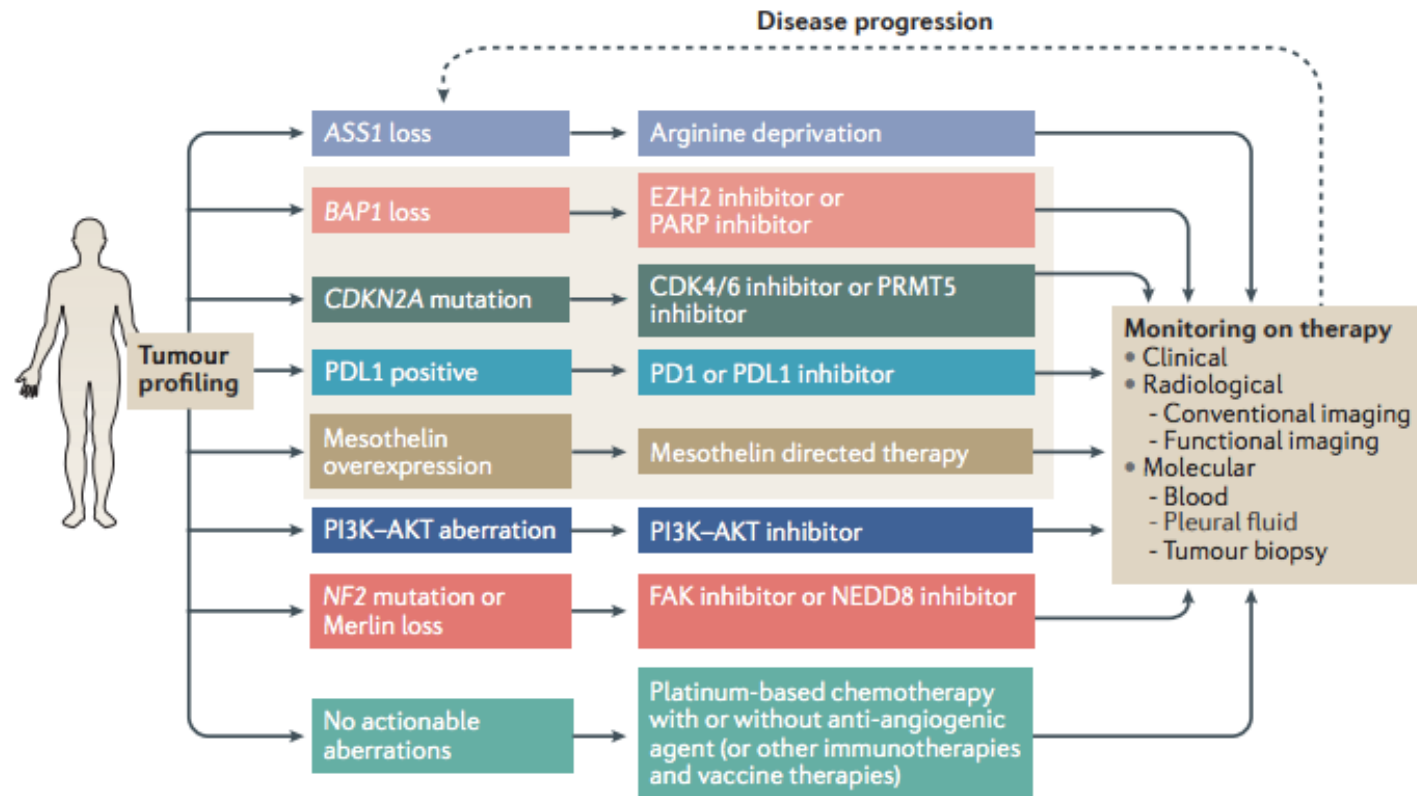 Disease progression
ASS1 loss
Arginine deprivation
BAP1 loss
EZH2 inhibitor or
PARP inhibitor
CDKN2A mutation
CDK4/6 inhibitor or PRMT5
inhibitor
Tumour
profiling
PDL1 positive
PD1 or PDL1 inhibitor
Mesothelin
overexpression
Mesothelin directed therapy
PI3K–AKT aberration
PI3K–AKT inhibitor
NF2 mutation or
Merlin loss
FAK inhibitor or NEDD8 inhibitor
No actionable
aberrations
Platinum-based chemotherapy
with or without anti-angiogenic
agent (or other immunotherapies
and vaccine therapies)
Monitoring on therapy
• Clinical
• Radiological
- Conventional imaging
- Functional imaging
• Molecular
- Blood
- Pleural fluid
- Tumour biopsy